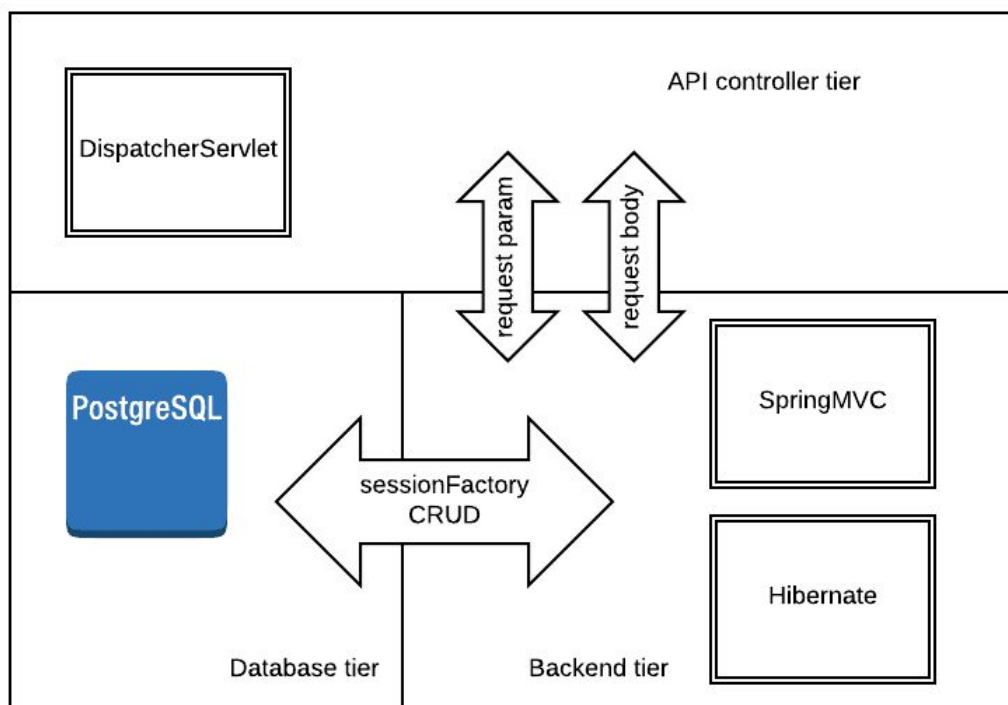 API controller tier
DispatcherServlet
request param
request body
PostgreSQL
SpringMVC
sessionFactory
CRUD
Hibernate
Database tier
Backend tier